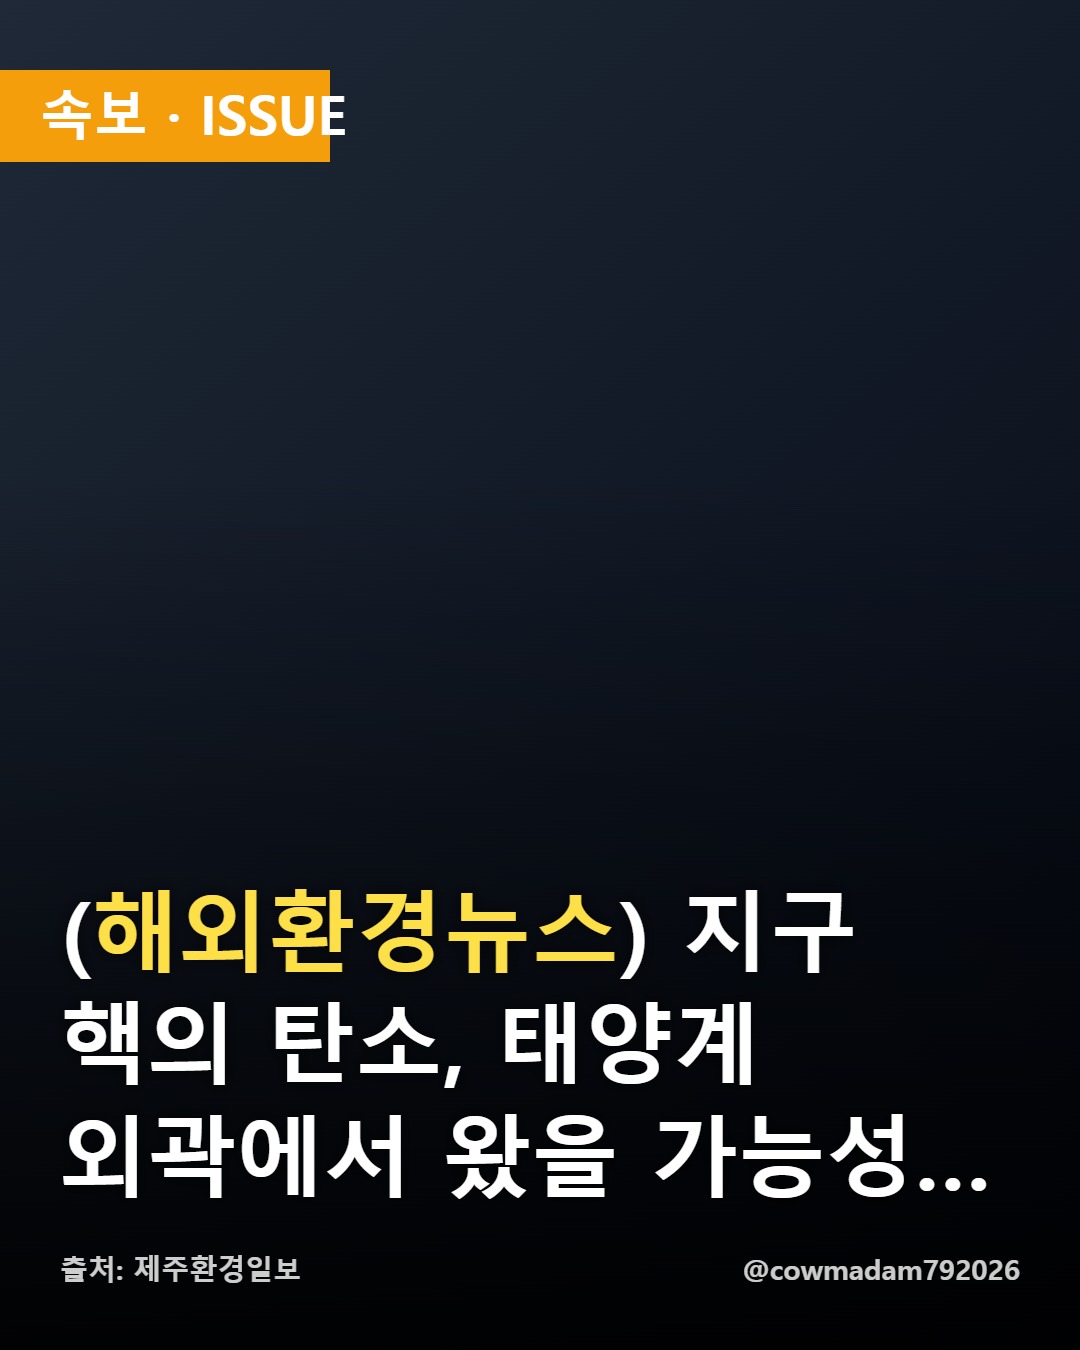 속보 · ISSUE
(해외환경뉴스) 지구
핵의 탄소, 태양계
외곽에서 왔을 가능성...
출처: 제주환경일보
@cowmadam792026